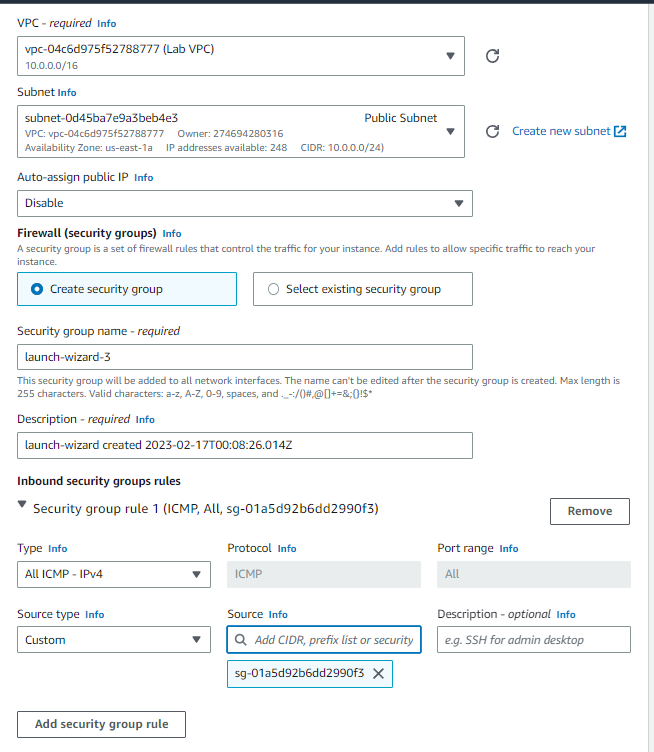 VPC - required Info
vpc-04c6d975f52788777 (Lab VPC)
10.0.0.0/16
Subnet Info
subnet-0d45ba7e9a3beb4e3 Public Subnet
VPC: vpc-04c6d975f52788777 Owner: 274694280316
Availability Zone: us-east-1a IP addresses available: 248 CIDR: 10.0.0.0/24)
Create new subnet
Auto-assign public IP Info
Disable
Firewall (security groups) Info
A security group is a set of firewall rules that control the traffic for your instance. Add rules to allow specific traffic to reach your
instance.
Create security group
Select existing security group
Security group name - required
launch-wizard-3
This security group will be added to all network interfaces. The name can't be edited after the security group is created. Max length is
255 characters. Valid characters: a-z, A-Z, 0-9, spaces, and ._-:/()#,@[]+=&;{}!$*
Description - required Info
launch-wizard created 2023-02-17T00:08:26.014Z
Inbound security groups rules
Security group rule 1 (ICMP, All, sg-01a5d92b6dd2990f3)
Remove
Type Info Protocol Info Port range Info
All ICMP - IPv4 ICMP All
Source type Info Source Info Description - optional Info
Custom Add CIDR, prefix list or security e.g. SSH for admin desktop
sg-01a5d92b6dd2990f3
Add security group rule